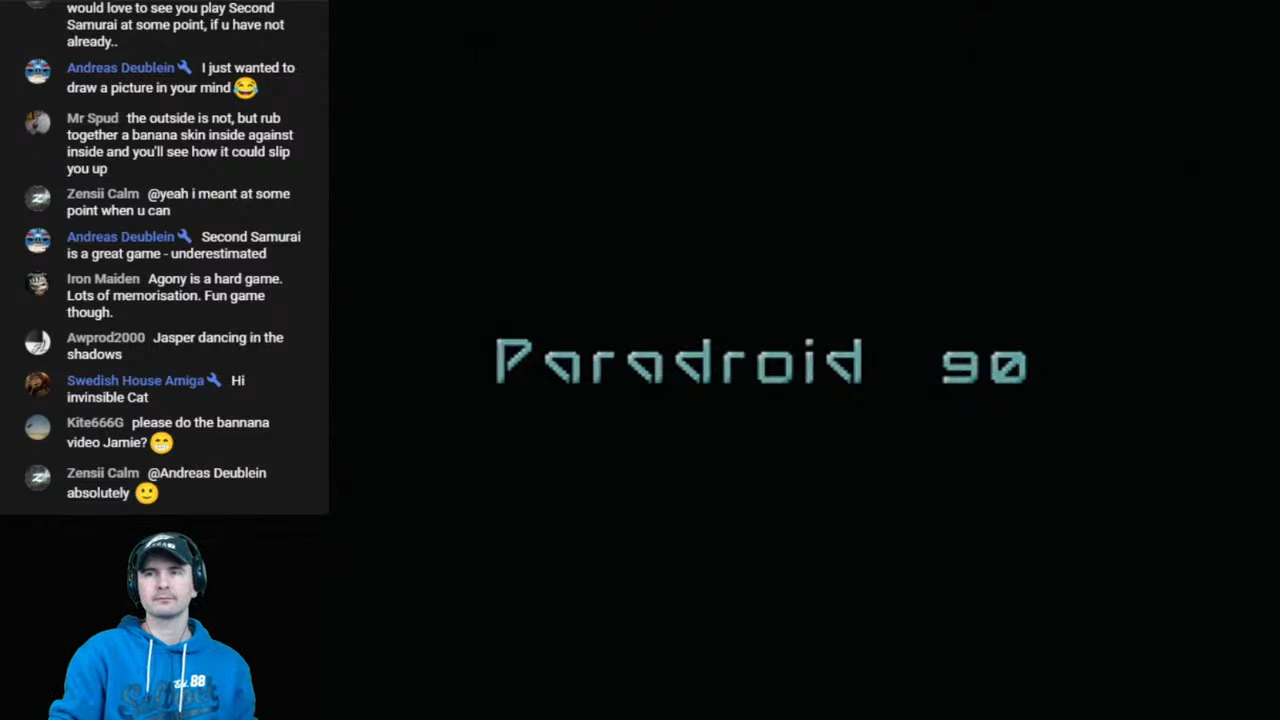 would love to see you play Second
Samurai at some point, if u have not
already..
Andreas Deublein I just wanted to
draw a picture in your mind 😂
Mr Spud the outside is not, but rub
together a banana skin inside against
inside and you'll see how it could slip
you up
Zensii Calm @yeah i meant at some
point when u can
Andreas Deublein Second Samurai
is a great game - underestimated
Iron Maiden Agony is a hard game.
Lots of memorisation. Fun game
though.
Awprod2000 Jasper dancing in the
shadows
Swedish House Amiga Hi
invinsible Cat
Kite666G please do the bannana
video Jamie? 😁
Zensii Calm @Andreas Deublein
absolutely 🙂
Paradroid 90
88